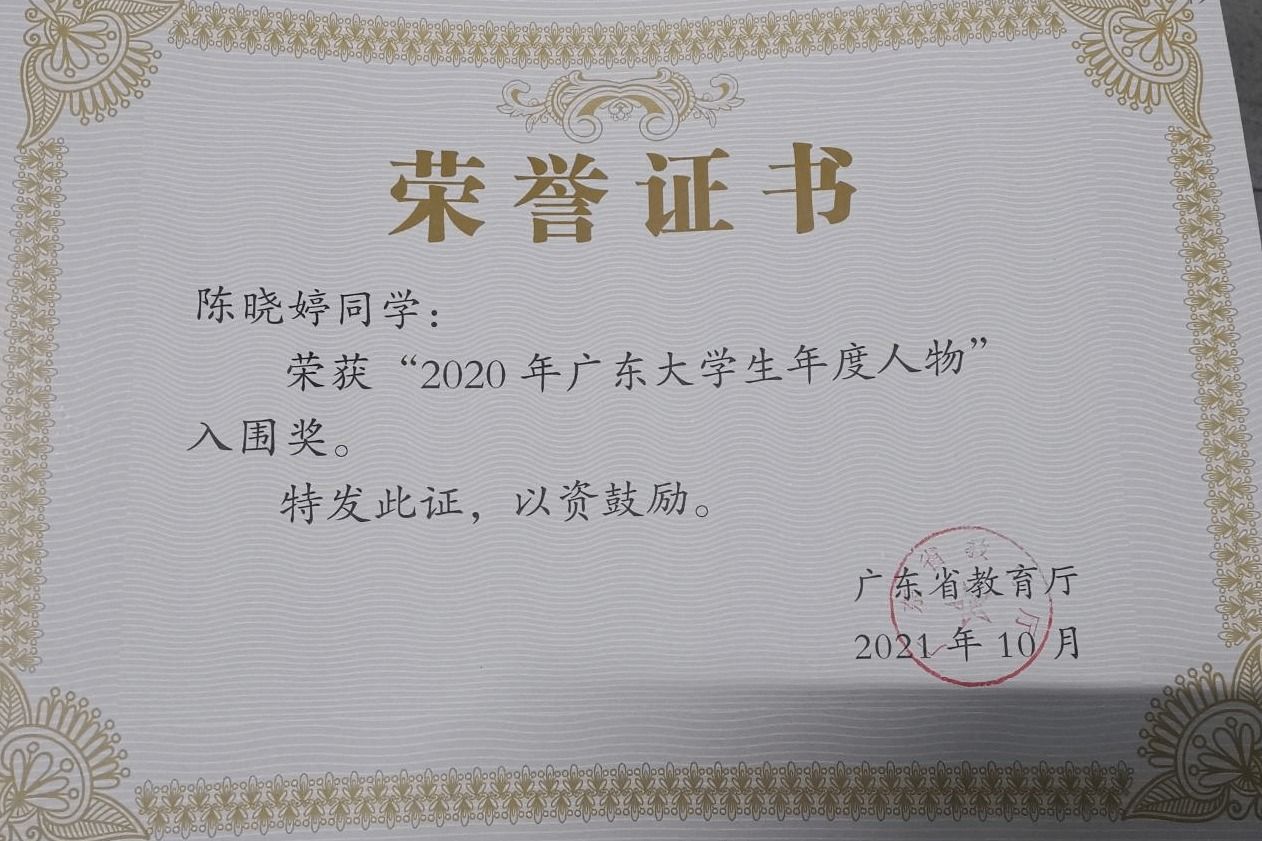 荣誉证书
陈晓婷同学：
荣获“2020年广东大学生年度人物”
入围奖。
特发此证，以资鼓励。
广东省教育厅
2021年10月